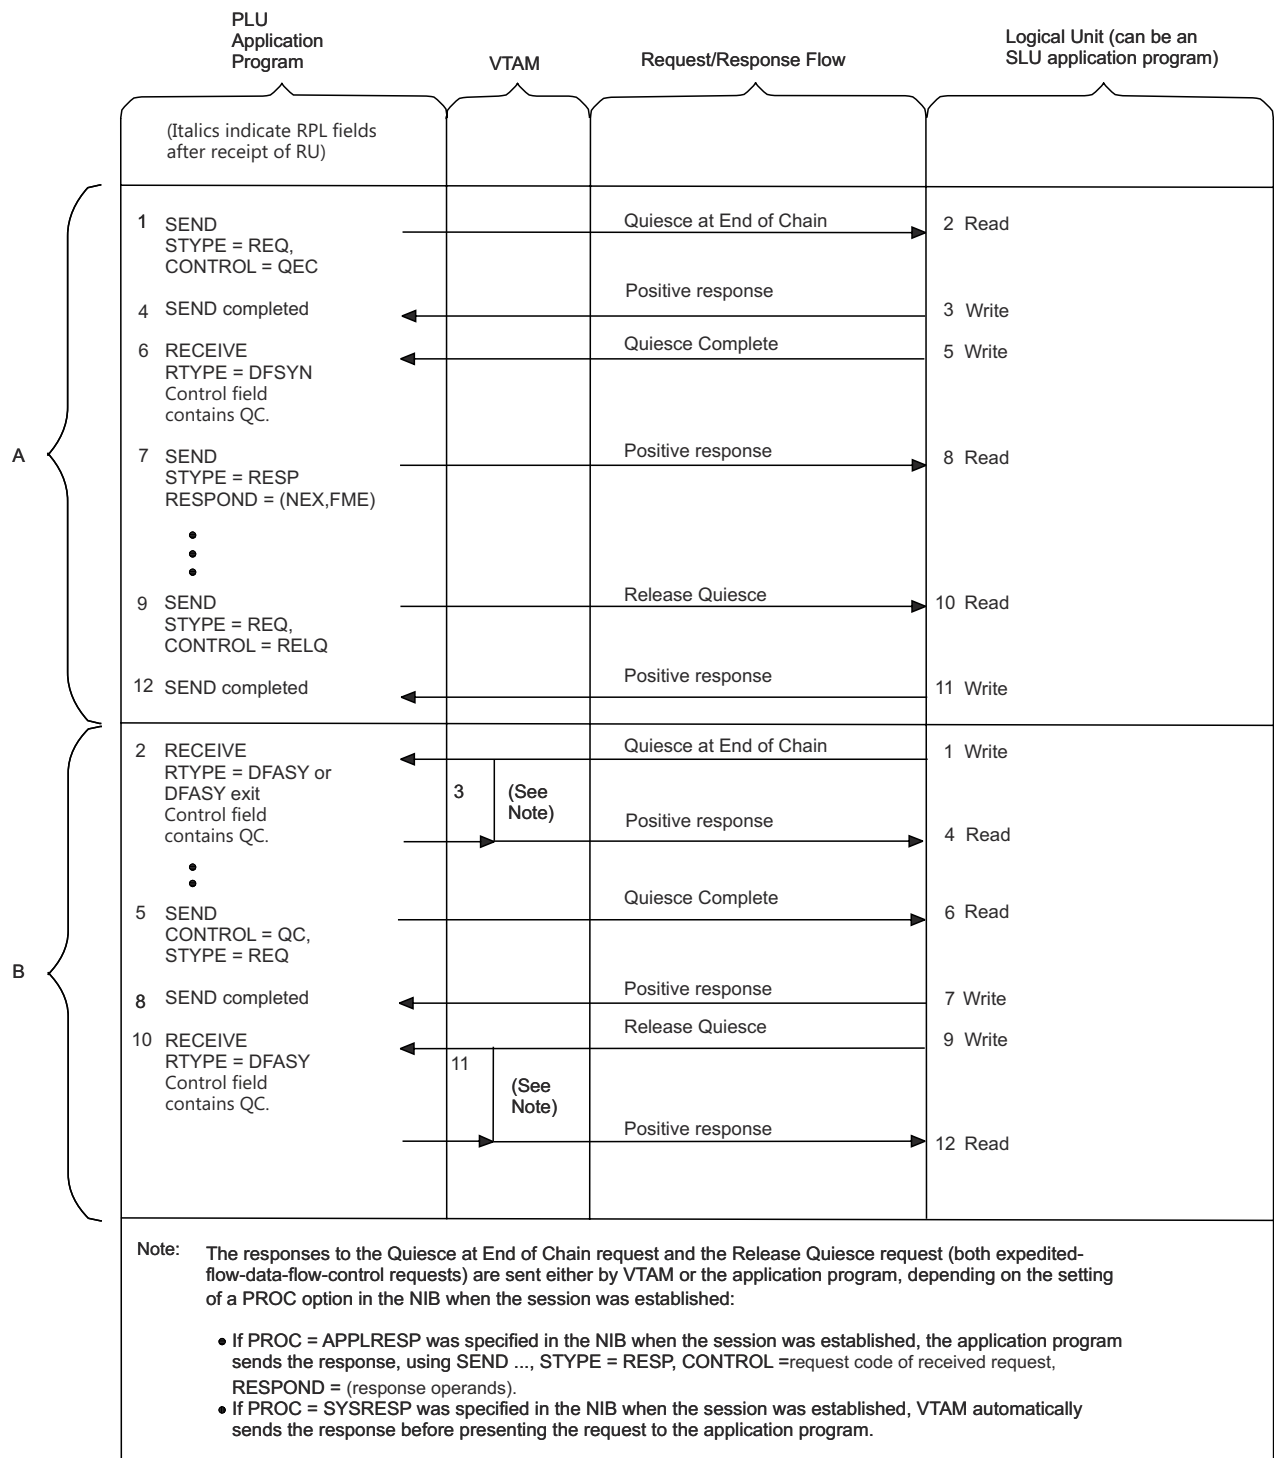 PLU
Application
Program
VTAM
Request/Response Flow
Logical Unit (can be an
SLU application program)
(Italics indicate RPL fields
after receipt of RU)
A
1 SEND
STYPE = REQ,
CONTROL = QEC
Quiesce at End of Chain
2 Read
Positive response
4 SEND completed
3 Write
6 RECEIVE
RTYPE = DFSYN
Control field
contains QC.
Quiesce Complete
5 Write
7 SEND
STYPE = RESP
RESPOND = (NEX,FME)
Positive response
8 Read
9 SEND
STYPE = REQ,
CONTROL = RELQ
Release Quiesce
10 Read
12 SEND completed
Positive response
11 Write
B
2 RECEIVE
RTYPE = DFASY or
DFASY exit
Control field
contains QC.
Quiesce at End of Chain
1 Write
3
(See
Note)
Positive response
4 Read
5 SEND
CONTROL = QC,
STYPE = REQ
Quiesce Complete
6 Read
8 SEND completed
Positive response
7 Write
10 RECEIVE
RTYPE = DFASY
Control field
contains QC.
Release Quiesce
9 Write
11
(See
Note)
Positive response
12 Read
Note: The responses to the Quiesce at End of Chain request and the Release Quiesce request (both expedited-
flow-data-flow-control requests) are sent either by VTAM or the application program, depending on the setting
of a PROC option in the NIB when the session was established:
● If PROC = APPLRESP was specified in the NIB when the session was established, the application program
sends the response, using SEND ..., STYPE = RESP, CONTROL =request code of received request,
RESPOND = (response operands).
● If PROC = SYSRESP was specified in the NIB when the session was established, VTAM automatically
sends the response before presenting the request to the application program.